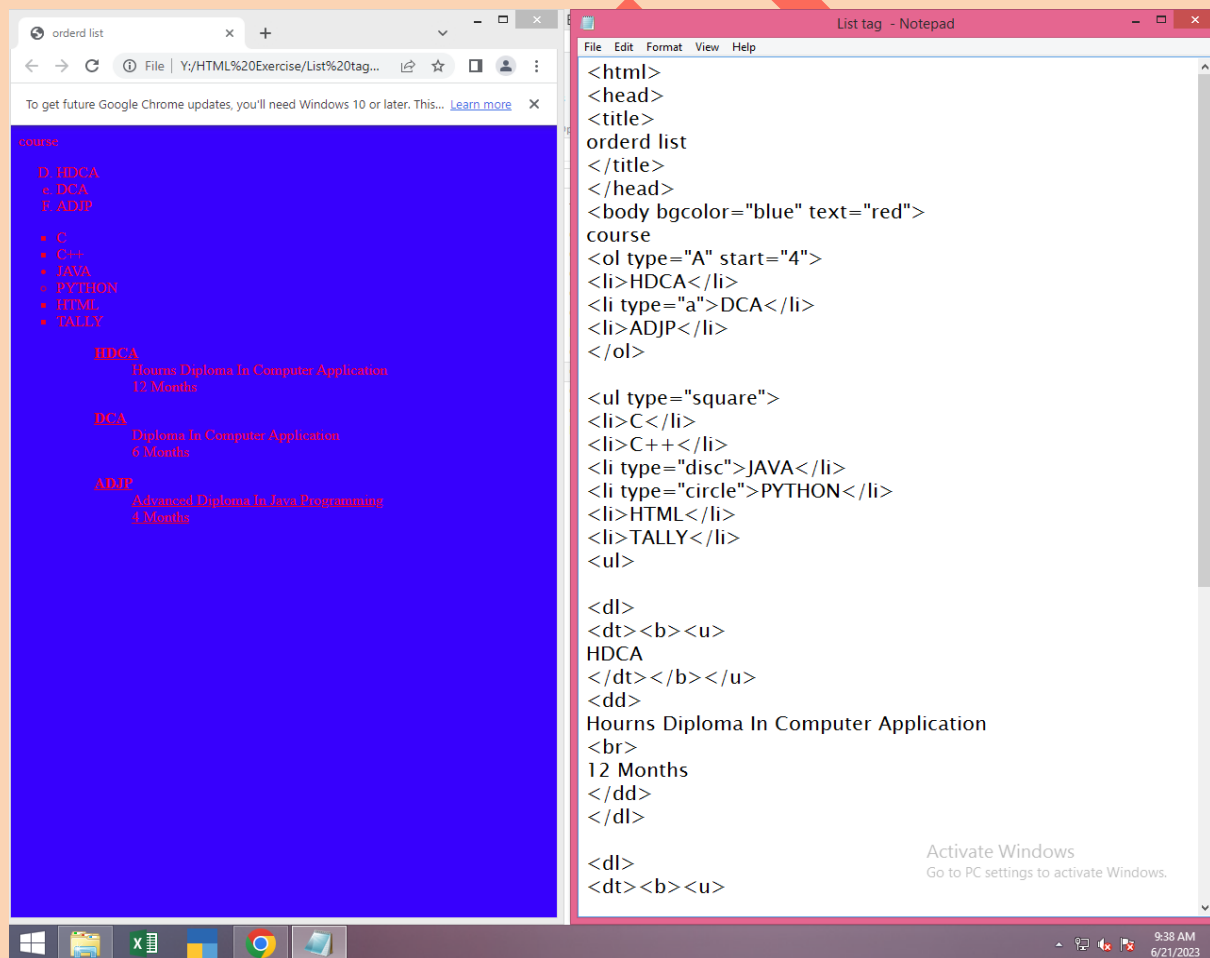 orderd list
File Y:/HTML%20Exercise/List%20tag...
To get future Google Chrome updates, you'll need Windows 10 or later. This... Learn more
course
D. HDCA
e. DCA
F. ADJP
C
C++
JAVA
PYTHON
HTML
TALLY
HDCA
Hourns Diploma In Computer Application
12 Months
DCA
Diploma In Computer Application
6 Months
ADJP
Advanced Diploma In Java Programming
4 Months
List tag - Notepad
File Edit Format View Help
<html>
<head>
<title>
orderd list
</title>
</head>
<body bgcolor="blue" text="red">
course
<ol type="A" start="4">
<li>HDCA</li>
<li type="a">DCA</li>
<li>ADJP</li>
</ol>
<ul type="square">
<li>C</li>
<li>C++</li>
<li type="disc">JAVA</li>
<li type="circle">PYTHON</li>
<li>HTML</li>
<li>TALLY</li>
<ul>
<dl>
<dt><b><u>
HDCA
</dt></b></u>
<dd>
Hourns Diploma In Computer Application
<br>
12 Months
</dd>
</dl>
<dl>
<dt><b><u>
Activate Windows
Go to PC settings to activate Windows.
9:38 AM
6/21/2023